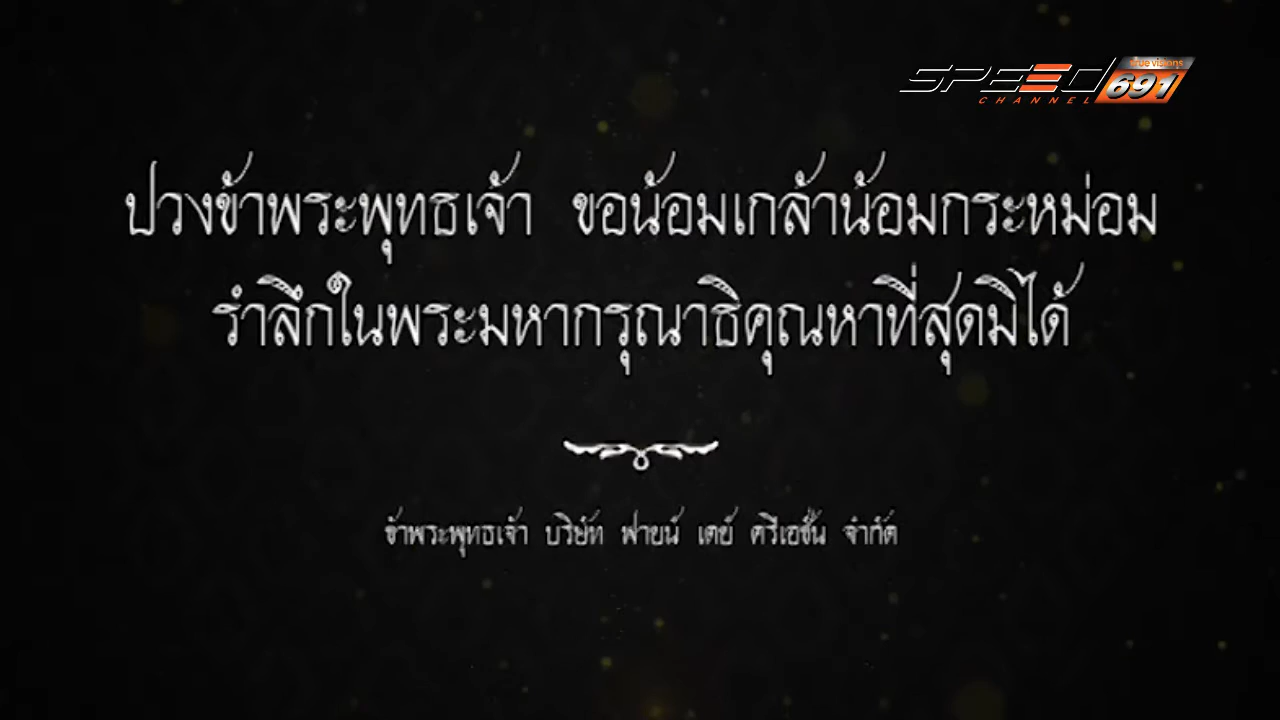 true visions
SPEED 691
CHANNEL
ปวงข้าพระพุทธเจ้า ขอน้อมเกล้าน้อมกระหม่อม
รำลึกในพระมหากรุณาธิคุณหาที่สุดมิได้
ข้าพระพุทธเจ้า บริษัท ฟายน์ เดย์ ครีเอชั่น จำกัด